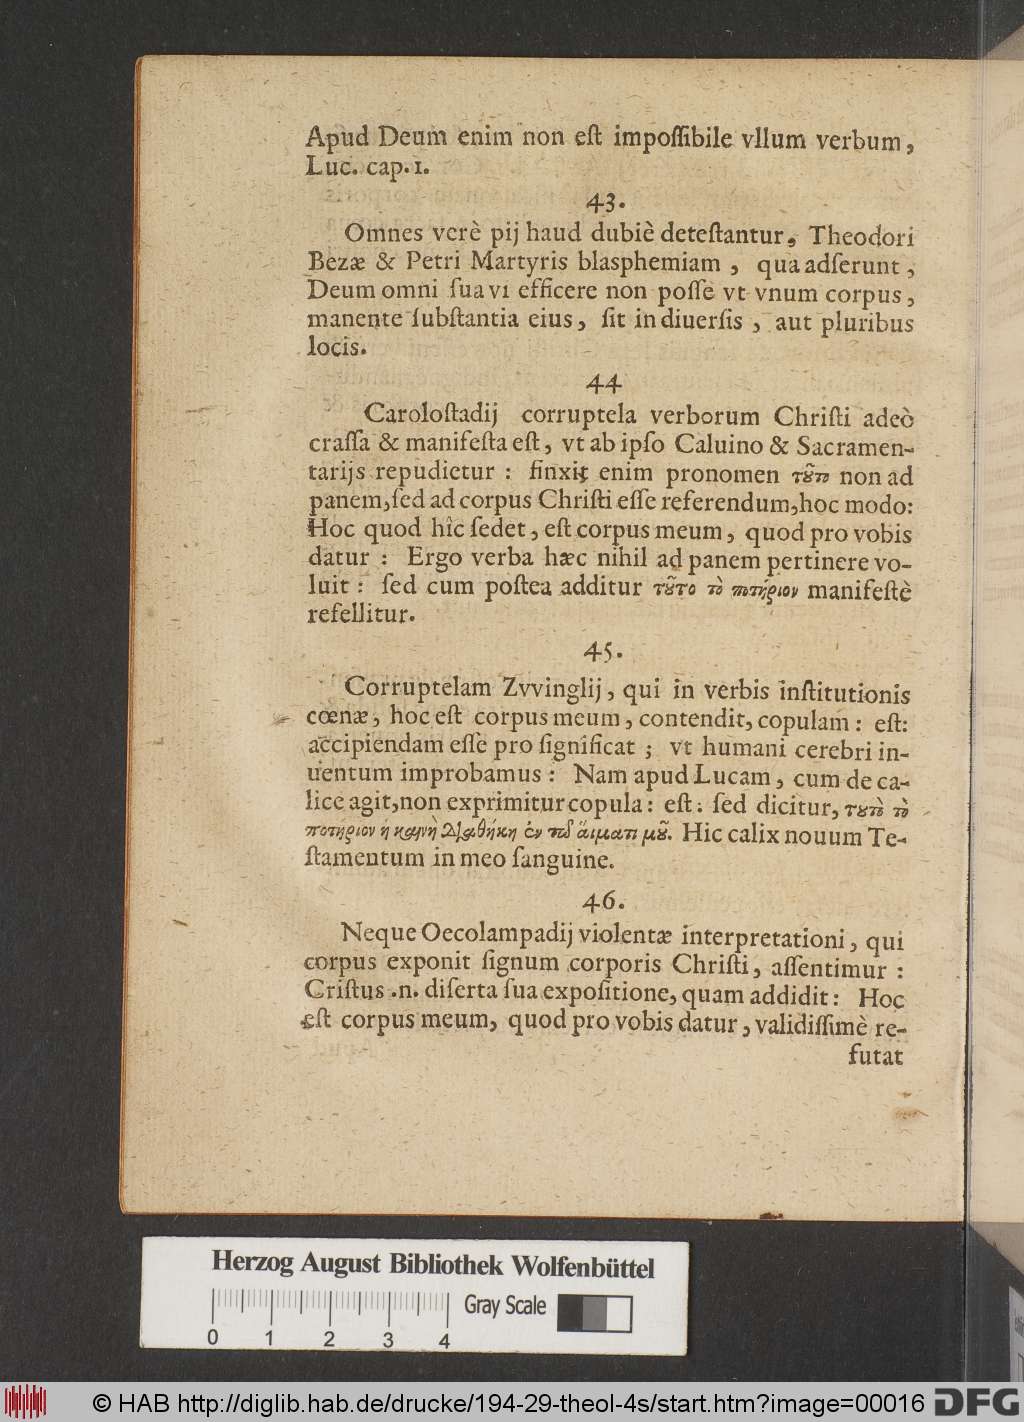 Apud Deum enim non eſt impoſſibile vllum verbum,
Luc. cap. 1.
43.
Omnes verè pij haud dubiè deteſtantur, Theodori
Bezæ & Petri Martyris blasphemiam, qua adſerunt,
Deum omni ſua vi efficere non poſſe vt vnum corpus,
manente ſubſtantia eius, ſit in diuerſis, aut pluribus
locis.
44
Caroloſtadij corruptela verborum Chriſti adeò
craſſa & manifeſta eſt, vt ab ipſo Caluino & Sacramen-
tarijs repudietur: finxit enim pronomen τȣ̃το non ad
panem, ſed ad corpus Chriſti eſſe referendum, hoc modo:
Hoc quod hîc ſedet, eſt corpus meum, quod pro vobis
datur: Ergo verba hæc nihil ad panem pertinere vo-
luit: ſed cum poſtea additur τȣ̃το τὸ ποτήριον manifeſtè
refellitur.
45.
Corruptelam Zvvinglij, qui in verbis inſtitutionis
cœnæ, hoc eſt corpus meum, contendit, copulam: eſt:
accipiendam eſſe pro ſignificat; vt humani cerebri in-
uentum improbamus: Nam apud Lucam, cum de ca-
lice agit, non exprimitur copula: eſt: ſed dicitur, τȣτὸ τὸ
ποτήριον ἡ καινὴ Διαθήκη ἐν τῷ ἅιματι μȣ̃. Hic calix nouum Te-
ſtamentum in meo ſanguine.
46.
Neque Oecolampadij violentæ interpretationi, qui
corpus exponit ſignum corporis Chriſti, aſſentimur:
Criſtus .n. diſerta ſua expoſitione, quam addidit: Hoc
eſt corpus meum, quod pro vobis datur, validiſſimè re-
futat
Herzog August Bibliothek Wolfenbüttel
Gray Scale
0 1 2 3 4
© HAB http://diglib.hab.de/drucke/194-29-theol-4s/start.htm?image=00016
DFG